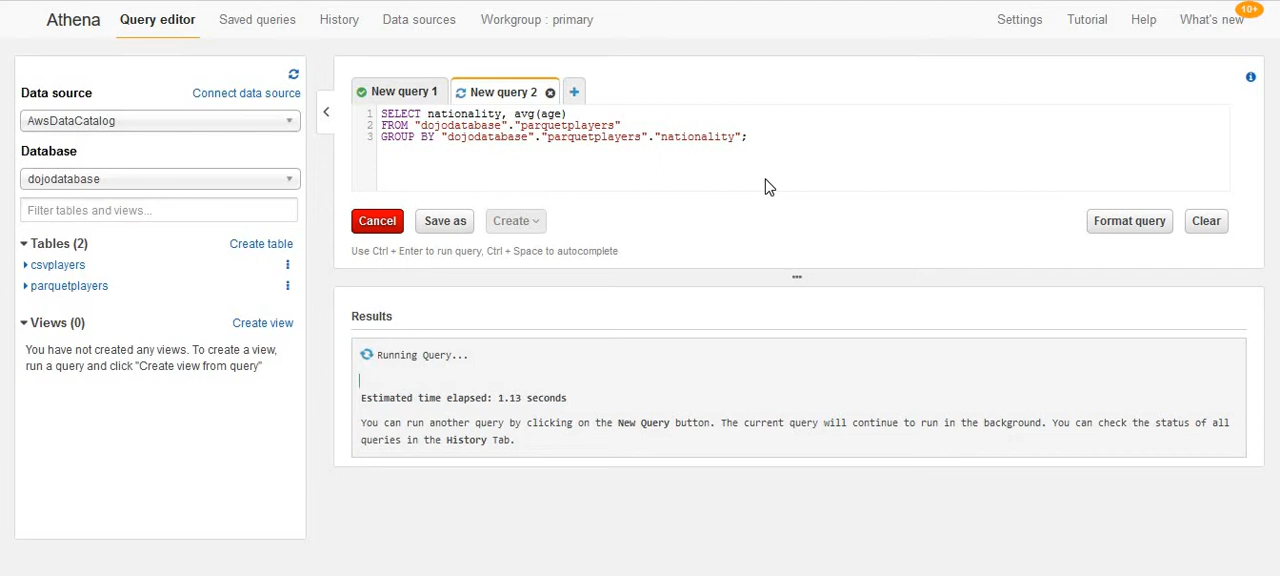 Athena Query editor Saved queries History Data sources Workgroup : primary Settings Tutorial Help What's new 10+
Data source Connect data source
AwsDataCatalog
Database
dojodatabase
Filter tables and views...
Tables (2) Create table
csvplayers
parquetplayers
Views (0) Create view
You have not created any views. To create a view,
run a query and click "Create view from query"
New query 1 New query 2
1 SELECT nationality, avg(age)
2 FROM "dojodatabase"."parquetplayers"
3 GROUP BY "dojodatabase"."parquetplayers"."nationality";
Cancel Save as Create Format query Clear
Use Ctrl + Enter to run query, Ctrl + Space to autocomplete
Results
Running Query...
Estimated time elapsed: 1.13 seconds
You can run another query by clicking on the New Query button. The current query will continue to run in the background. You can check the status of all
queries in the History Tab.